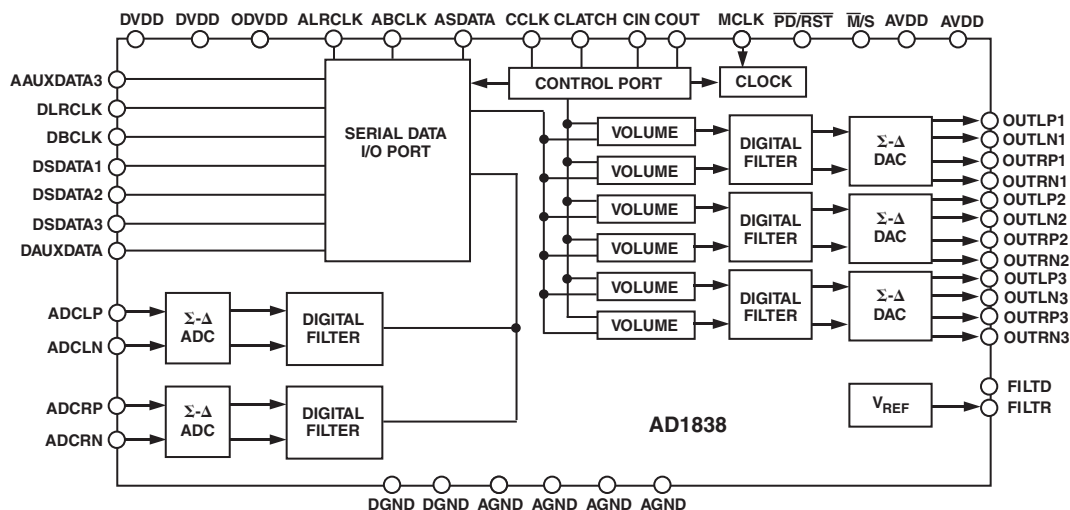 DVDD DVDD ODVDD ALRCLK ABCLK ASDATA CCLK CLATCH CIN COUT MCLK PD/RST M/S AVDD AVDD
AAUXDATA3
DLRCLK
DBCLK
DSDATA1
DSDATA2
DSDATA3
DAUXDATA
SERIAL DATA
I/O PORT
CONTROL PORT
CLOCK
VOLUME
VOLUME
VOLUME
VOLUME
VOLUME
VOLUME
DIGITAL
FILTER
DIGITAL
FILTER
DIGITAL
FILTER
Σ-Δ
DAC
Σ-Δ
DAC
Σ-Δ
DAC
OUTLP1
OUTLN1
OUTRP1
OUTRN1
OUTLP2
OUTLN2
OUTRP2
OUTRN2
OUTLP3
OUTLN3
OUTRP3
OUTRN3
ADCLP
ADCLN
Σ-Δ
ADC
DIGITAL
FILTER
ADCRP
ADCRN
Σ-Δ
ADC
DIGITAL
FILTER
VREF
FILTD
FILTR
AD1838
DGND DGND AGND AGND AGND AGND